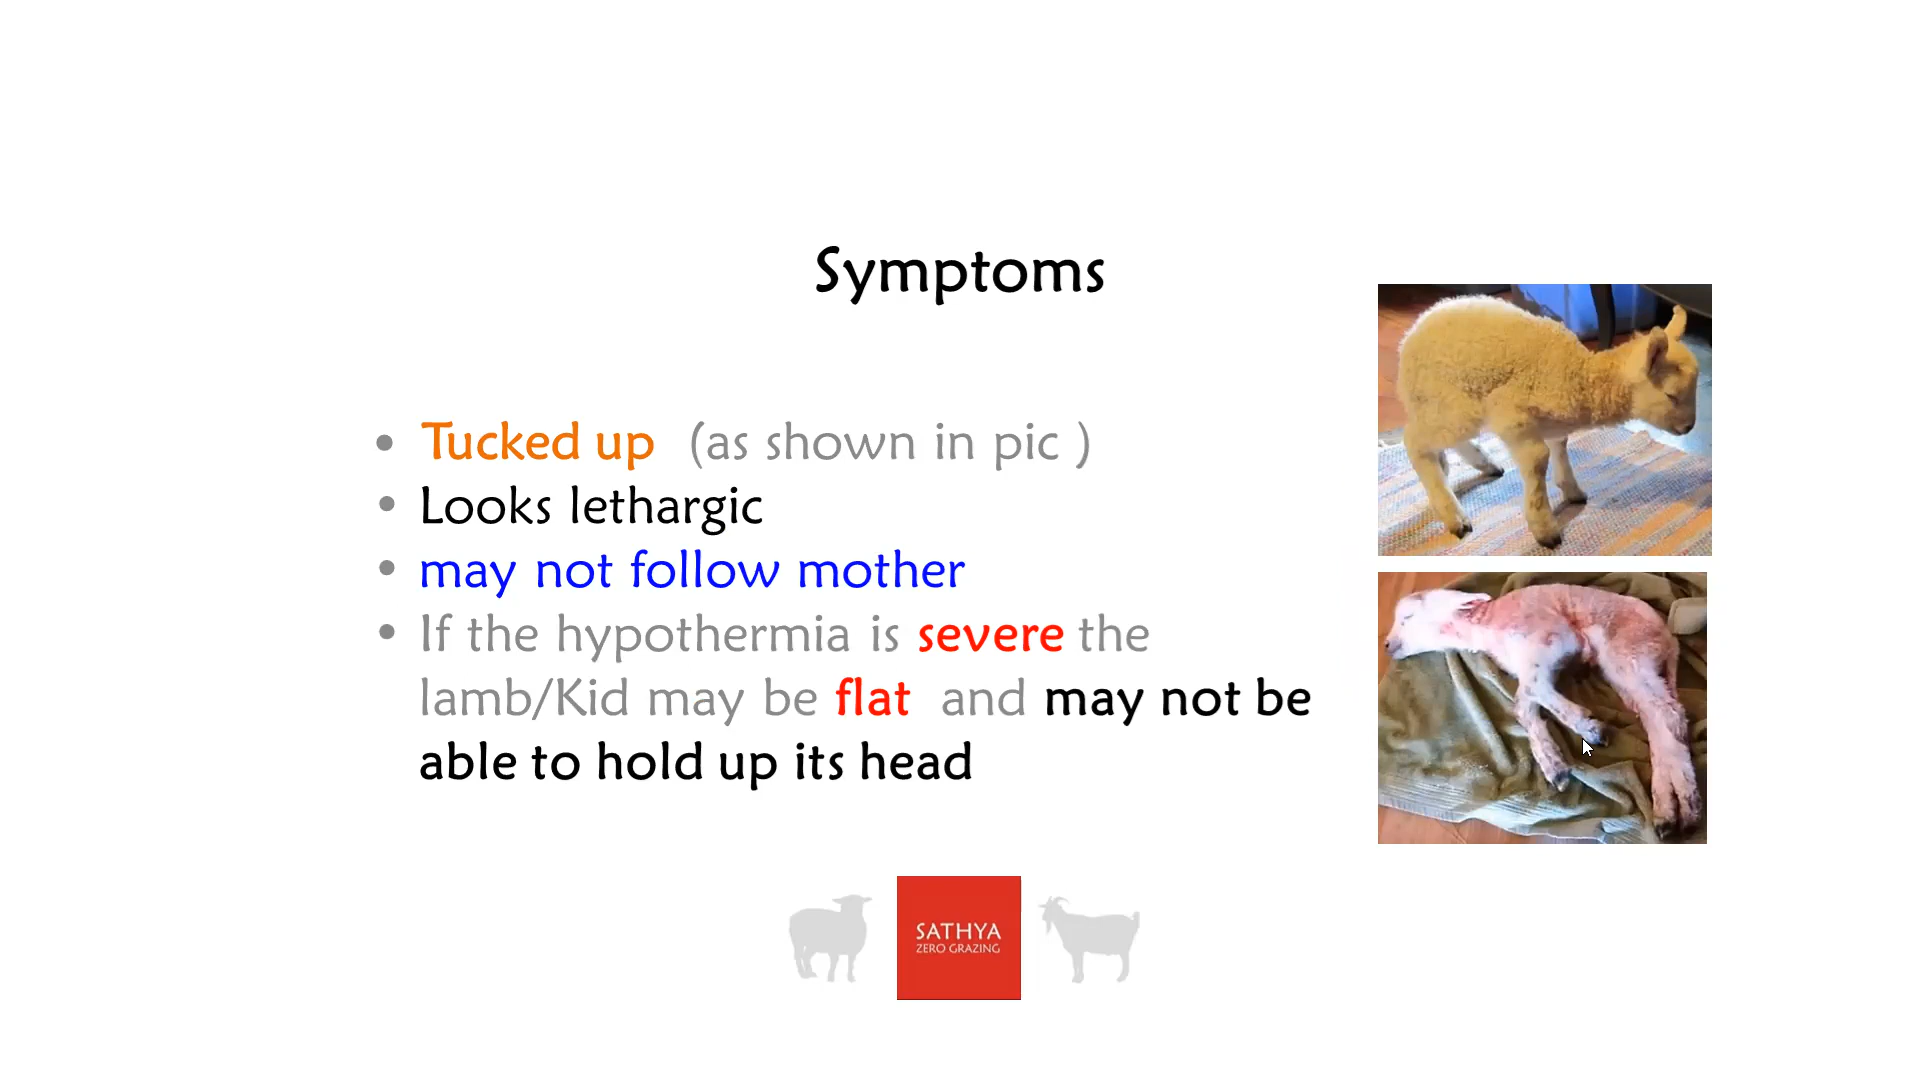 Symptoms
• Tucked up (as shown in pic )
• Looks lethargic
• may not follow mother
• If the hypothermia is severe the
lamb/Kid may be flat and may not be
able to hold up its head
SATHYA
ZERO GRAZING